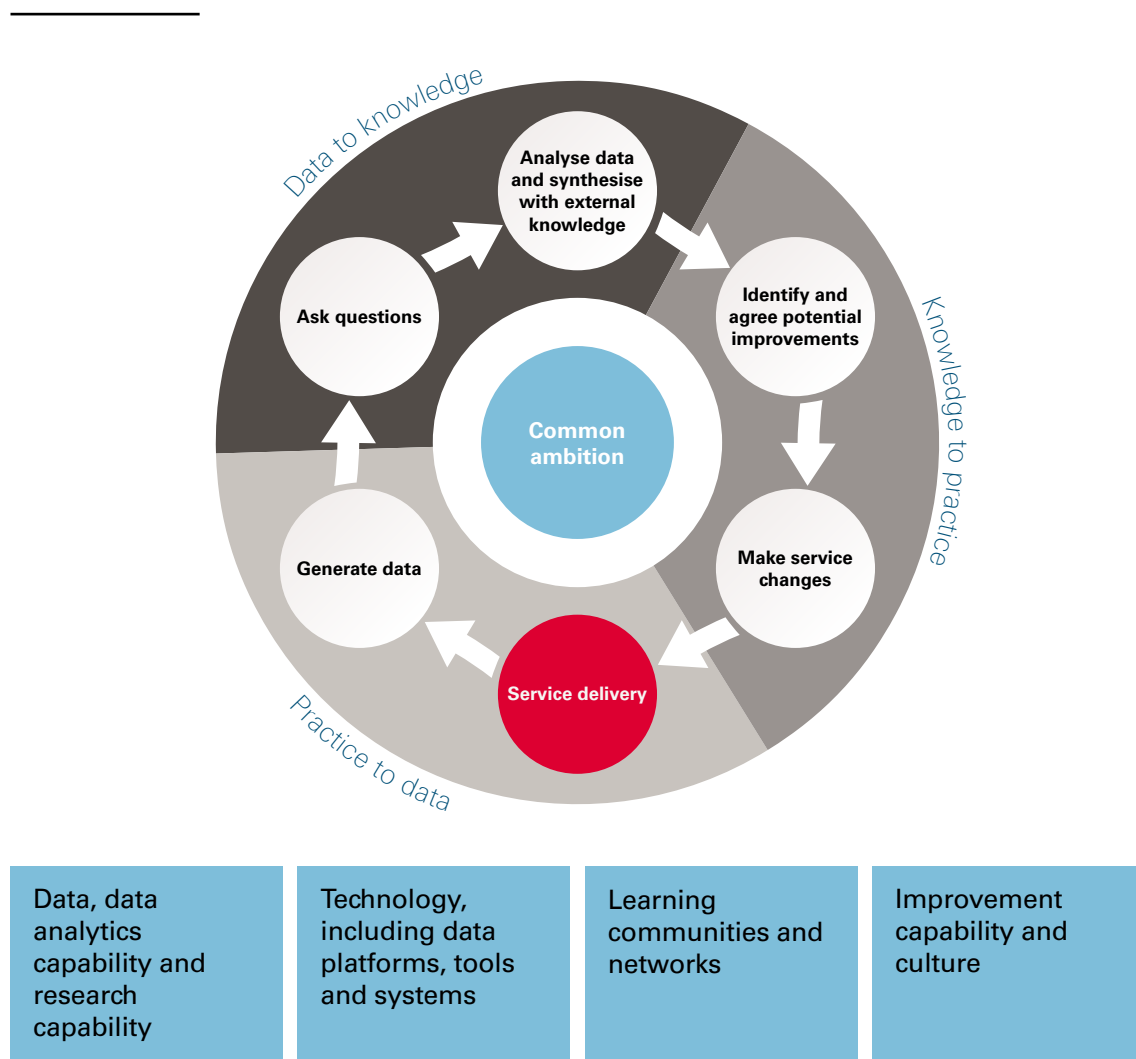 Data to knowledge
Analyse data
and synthesise
with external
knowledge
Ask questions
Identify and
agree potential
improvements
Knowledge to practice
Common
ambition
Generate data
Make service
changes
Service delivery
Practice to data
Data, data
analytics
capability and
research
capability
Technology,
including data
platforms, tools
and systems
Learning
communities and
networks
Improvement
capability and
culture